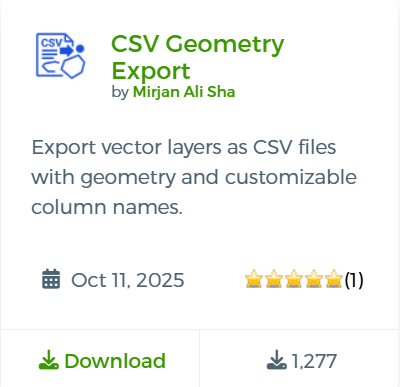 CSV
CSV Geometry
Export
by Mirjan Ali Sha
Export vector layers as CSV files
with geometry and customizable
column names.
Oct 11, 2025
(1)
Download
1,277